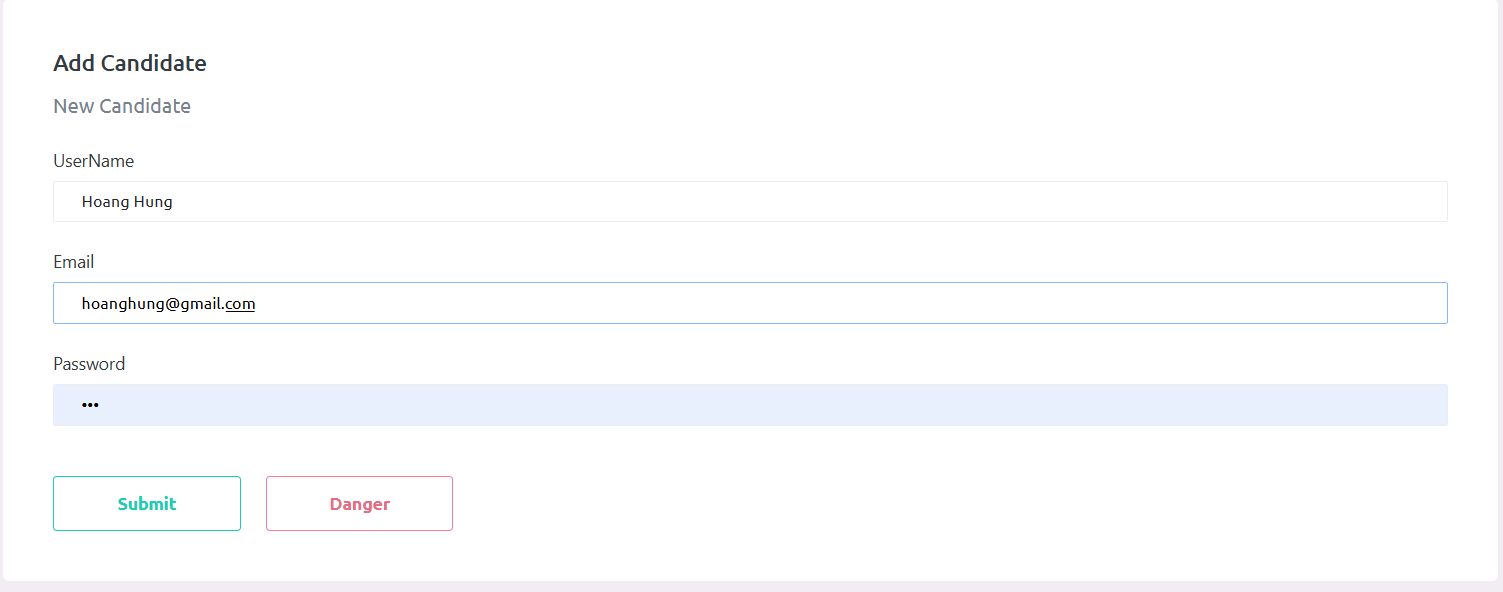 Add Candidate
New Candidate
UserName
Hoang Hung
Email
hoanghung@gmail.com
Password
•••
Submit Danger